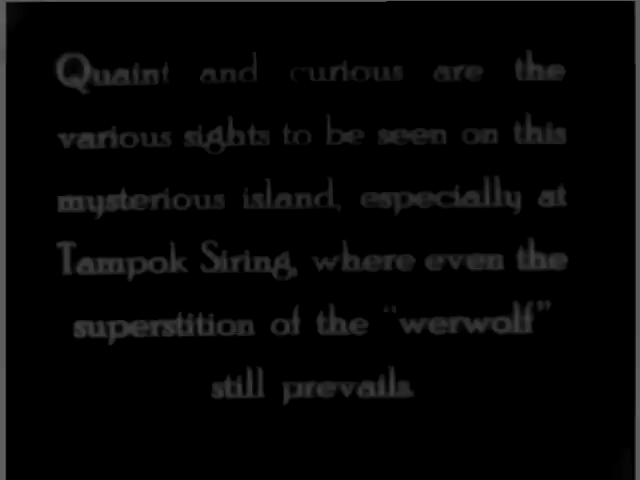 Quaint and curious are the
various sights to be seen on this
mysterious island, especially at
Tampok Siring, where even the
superstition of the "werwolf"
still prevails.